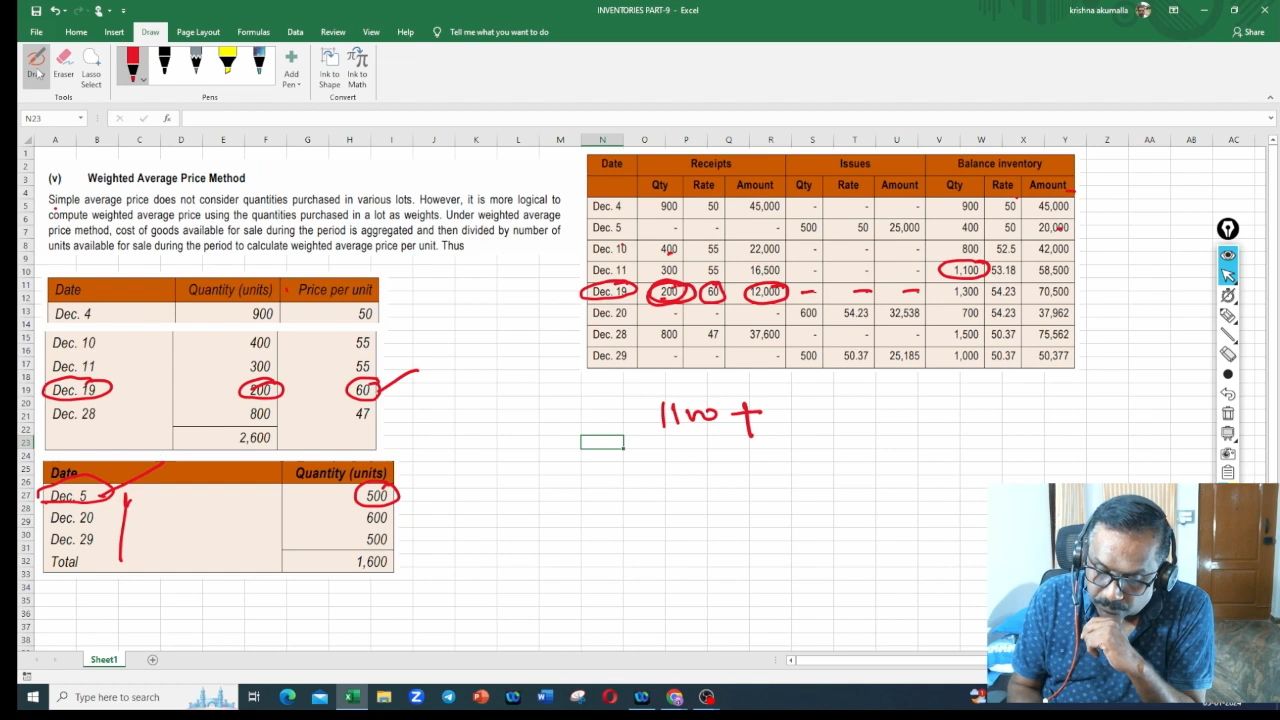 INVENTORIES PART-9 - Excel
krishna akumalla
File Home Insert Draw Page Layout Formulas Data Review View Help Tell me what you want to do
Share
Draw Eraser Lasso Select
Add Pen
Ink to Shape Ink to Math
Tools Pens Convert
N23 fx
A B C D E F G H I J K L M N O P Q R S T U V W X Y Z AA AB AC
(v) Weighted Average Price Method
Simple average price does not consider quantities purchased in various lots. However, it is more logical to
compute weighted average price using the quantities purchased in a lot as weights. Under weighted average
price method, cost of goods available for sale during the period is aggregated and then divided by number of
units available for sale during the period to calculate weighted average price per unit. Thus
Date Quantity (units) Price per unit
Dec. 4 900 50
Dec. 10 400 55
Dec. 11 300 55
Dec. 19 200 60
Dec. 28 800 47
2,600
Date Quantity (units)
Dec. 5 500
Dec. 20 600
Dec. 29 500
Total 1,600
Date Receipts Issues Balance inventory
Qty Rate Amount Qty Rate Amount Qty Rate Amount
Dec. 4 900 50 45,000 - - - 900 50 45,000
Dec. 5 - - - 500 50 25,000 400 50 20,000
Dec. 10 400 55 22,000 - - - 800 52.5 42,000
Dec. 11 300 55 16,500 - - - 1,100 53.18 58,500
Dec. 19 200 60 12,000 - - - 1,300 54.23 70,500
Dec. 20 - - - 600 54.23 32,538 700 54.23 37,962
Dec. 28 800 47 37,600 - - - 1,500 50.37 75,562
Dec. 29 - - - 500 50.37 25,185 1,000 50.37 50,377
1100 +
Sheet1
Type here to search